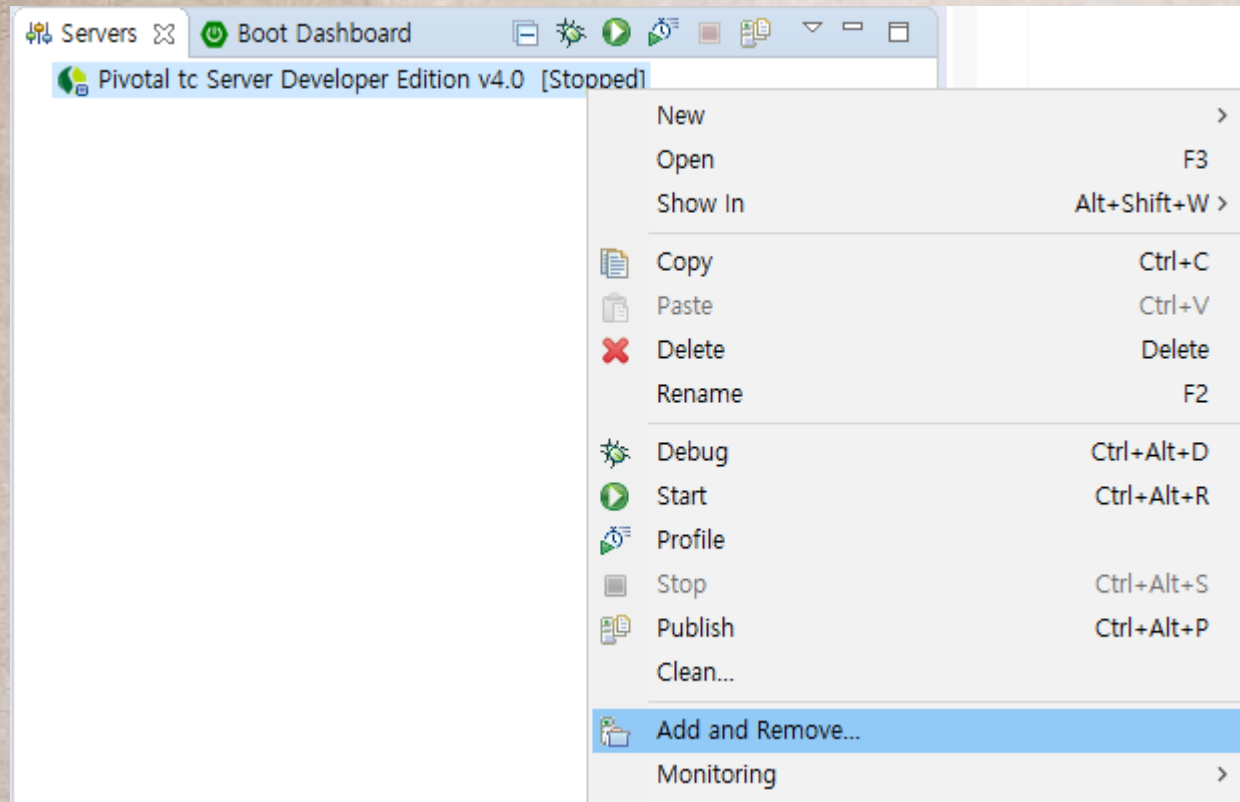 Servers Boot Dashboard
Pivotal tc Server Developer Edition v4.0 [Stopped]
New
Open F3
Show In Alt+Shift+W
Copy Ctrl+C
Paste Ctrl+V
Delete Delete
Rename F2
Debug Ctrl+Alt+D
Start Ctrl+Alt+R
Profile
Stop Ctrl+Alt+S
Publish Ctrl+Alt+P
Clean...
Add and Remove...
Monitoring